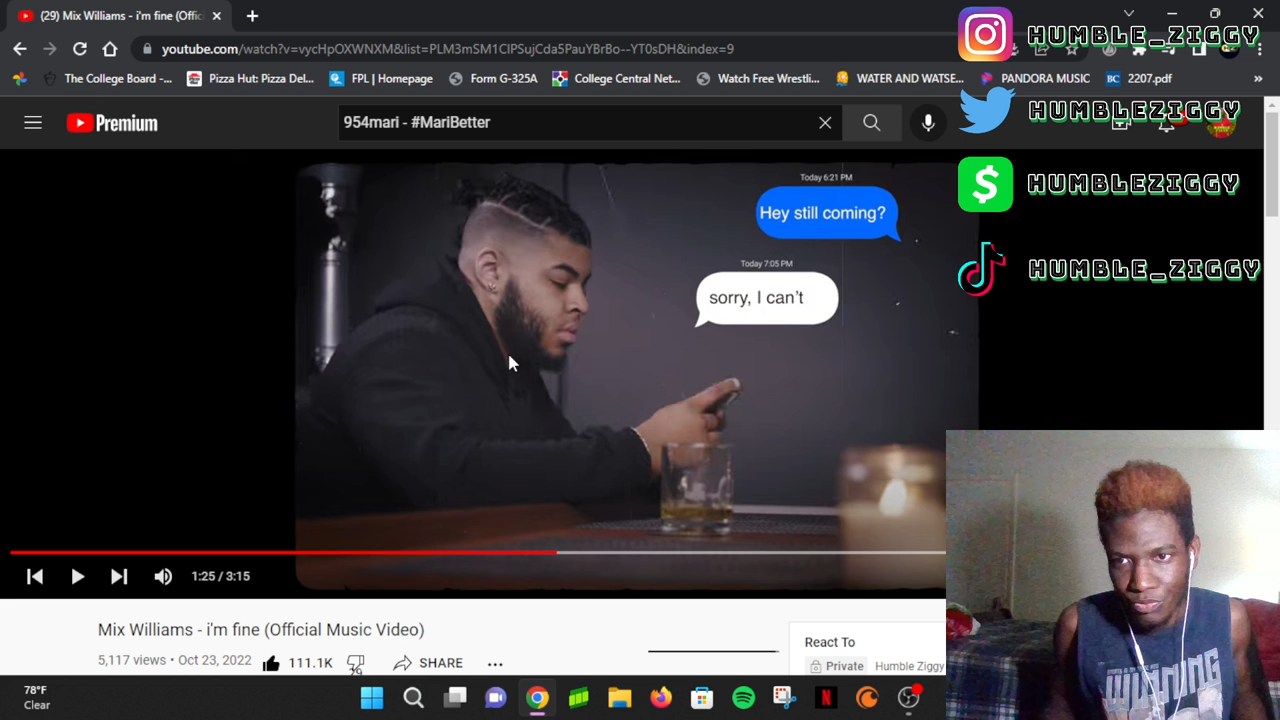 (29) Mix Williams - i'm fine (Offic
youtube.com/watch?v=vycHpOXWNXM&list=PLM3mSM1CIPSujCda5PauYBrBo--YT0sDH&index=9
HUMBLE_ZIGGY
The College Board -...
Pizza Hut: Pizza Del...
FPL | Homepage
Form G-325A
College Central Net...
Watch Free Wrestli...
WATER AND WATSE...
PANDORA MUSIC
BC 2207.pdf
Premium
954mari - #MariBetter
HUMBLEZIGGY
Today 6:21 PM
Hey still coming?
HUMBLEZIGGY
Today 7:05 PM
sorry, I can't
HUMBLE_ZIGGY
1:25 / 3:15
Mix Williams - i'm fine (Official Music Video)
5,117 views • Oct 23, 2022
111.1K
29
SHARE
React To
Private
Humble Ziggy
78°F
Clear